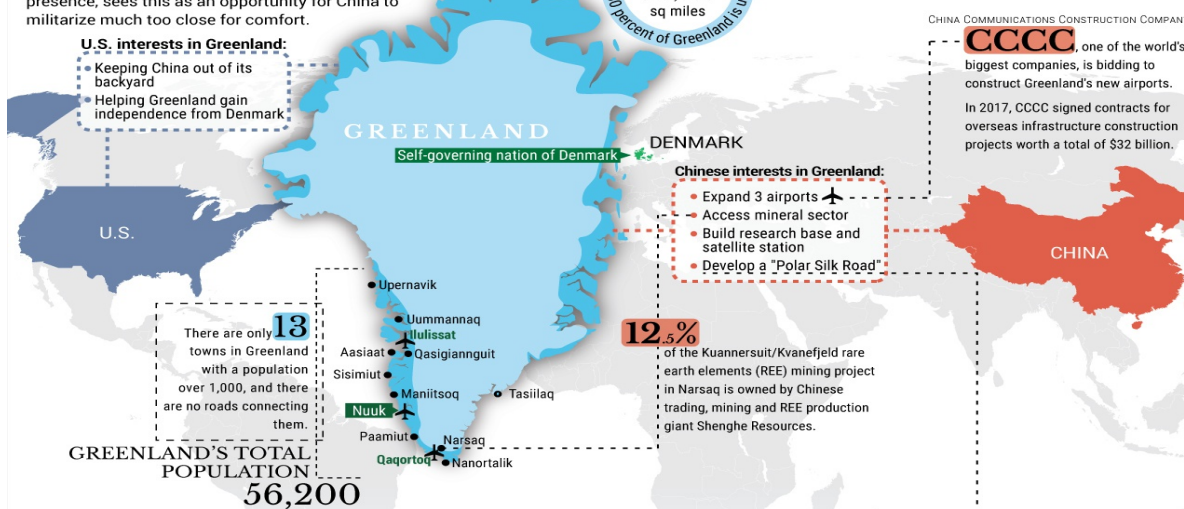 presence, sees this as an opportunity for China to
militarize much too close for comfort.
sq miles
0 percent of Greenland is
U.S. interests in Greenland:
Keeping China out of its
backyard
Helping Greenland gain
independence from Denmark
GREENLAND
Self-governing nation of Denmark
DENMARK
U.S.
CHINA COMMUNICATIONS CONSTRUCTION COMPAN
CCCC, one of the world's
biggest companies, is bidding to
construct Greenland's new airports.
In 2017, CCCC signed contracts for
overseas infrastructure construction
projects worth a total of $32 billion.
Chinese interests in Greenland:
Expand 3 airports
Access mineral sector
Build research base and
satellite station
Develop a "Polar Silk Road"
CHINA
Upernavik
Uummannaq
Ilulissat
Aasiaat
Qasigiannguit
Sisimiut
Maniitsoq
Nuuk
Tasiilaq
Paamiut
Narsaq
Qaqortoq
Nanortalik
There are only 13
towns in Greenland
with a population
over 1,000, and there
are no roads connecting
them.
GREENLAND'S TOTAL
POPULATION
56,200
12.5%
of the Kuannersuit/Kvanefjeld rare
earth elements (REE) mining project
in Narsaq is owned by Chinese
trading, mining and REE production
giant Shenghe Resources.